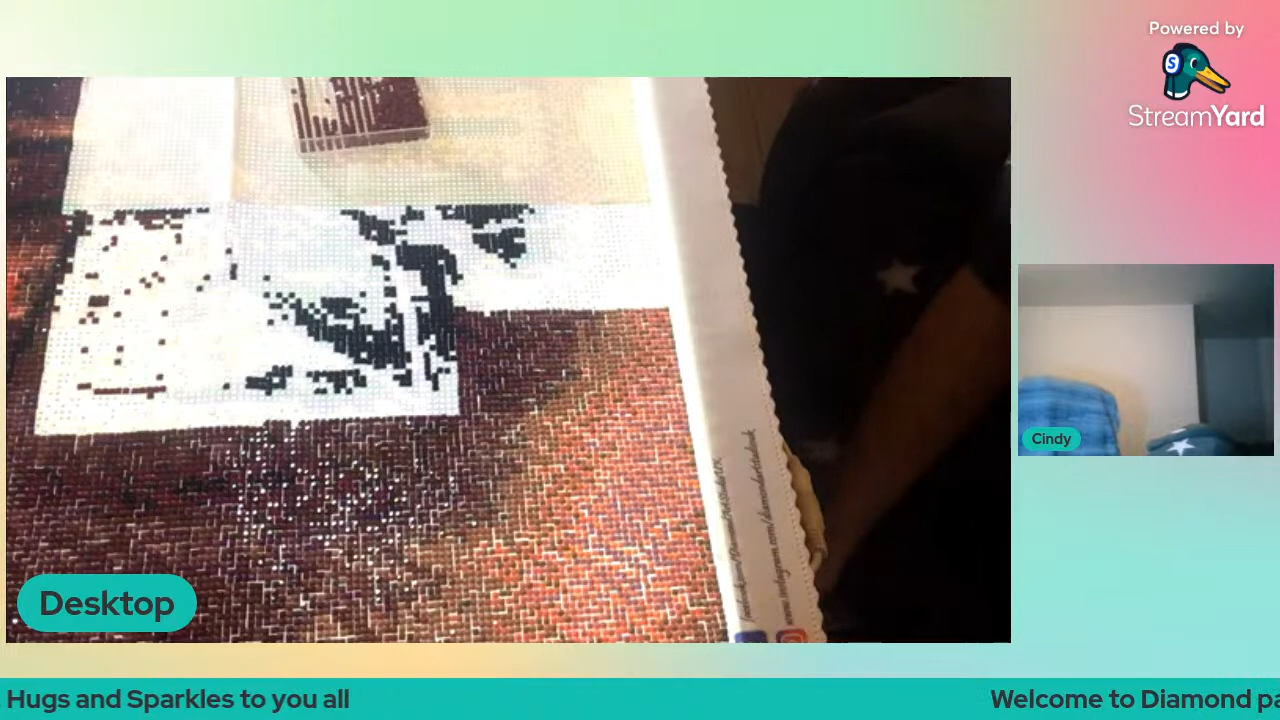 Powered by
StreamYard
Cindy
Desktop
Hugs and Sparkles to you all
Welcome to Diamond pa